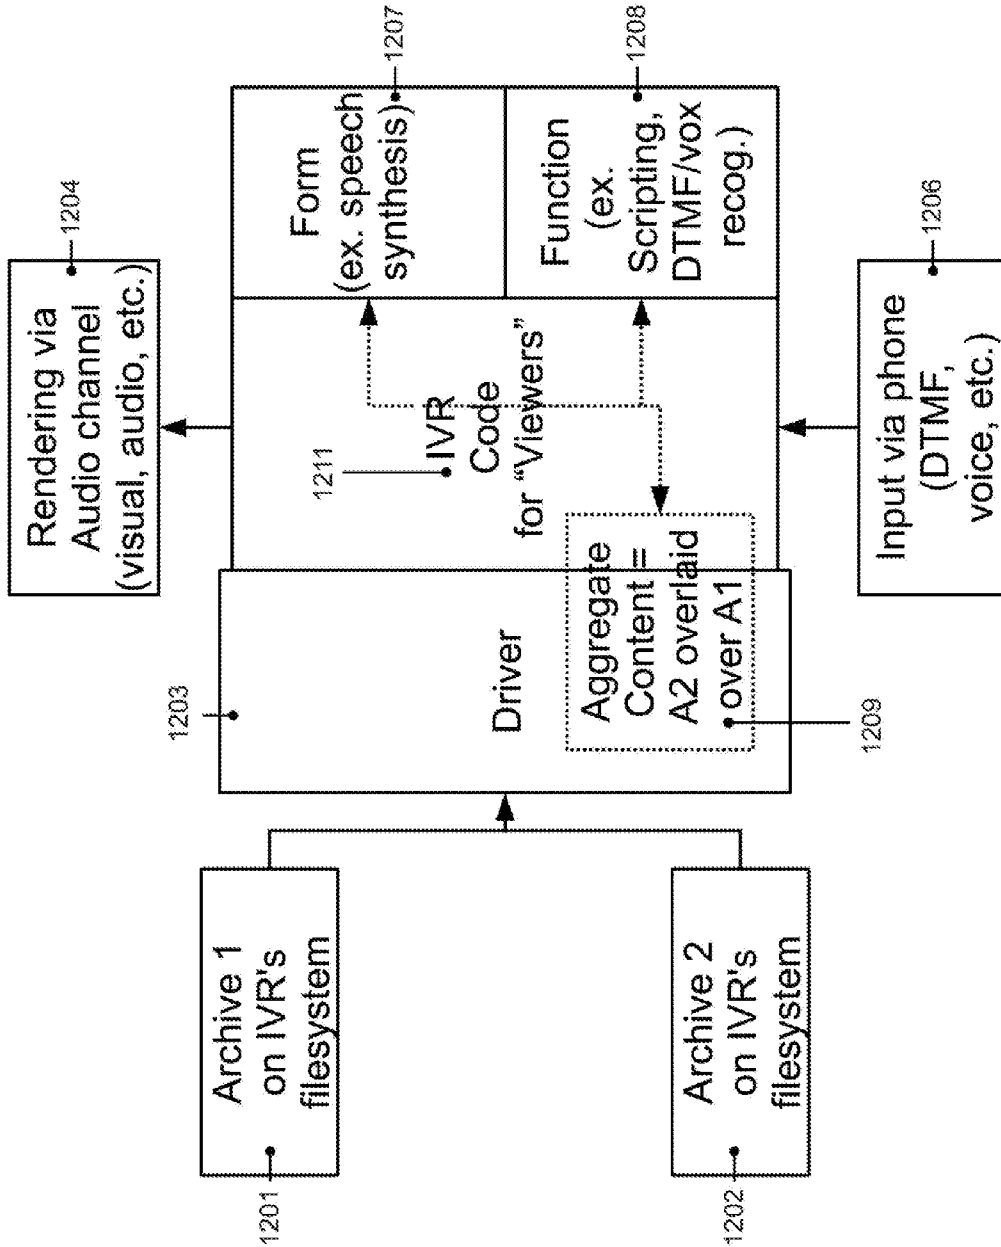 1201
Archive 1
on IVR's
filesystem
1202
Archive 2
on IVR's
filesystem
1203
Driver
Aggregate
Content =
A2 overlaid
over A1
1209
1211
IVR
Code
for “Viewers”
Rendering via
Audio channel
(visual, audio, etc.)
1204
Input via phone
(DTMF,
voice, etc.)
1206
Form
(ex. speech
synthesis)
1207
Function
(ex.
Scripting,
DTMF/vox
recog.)
1208